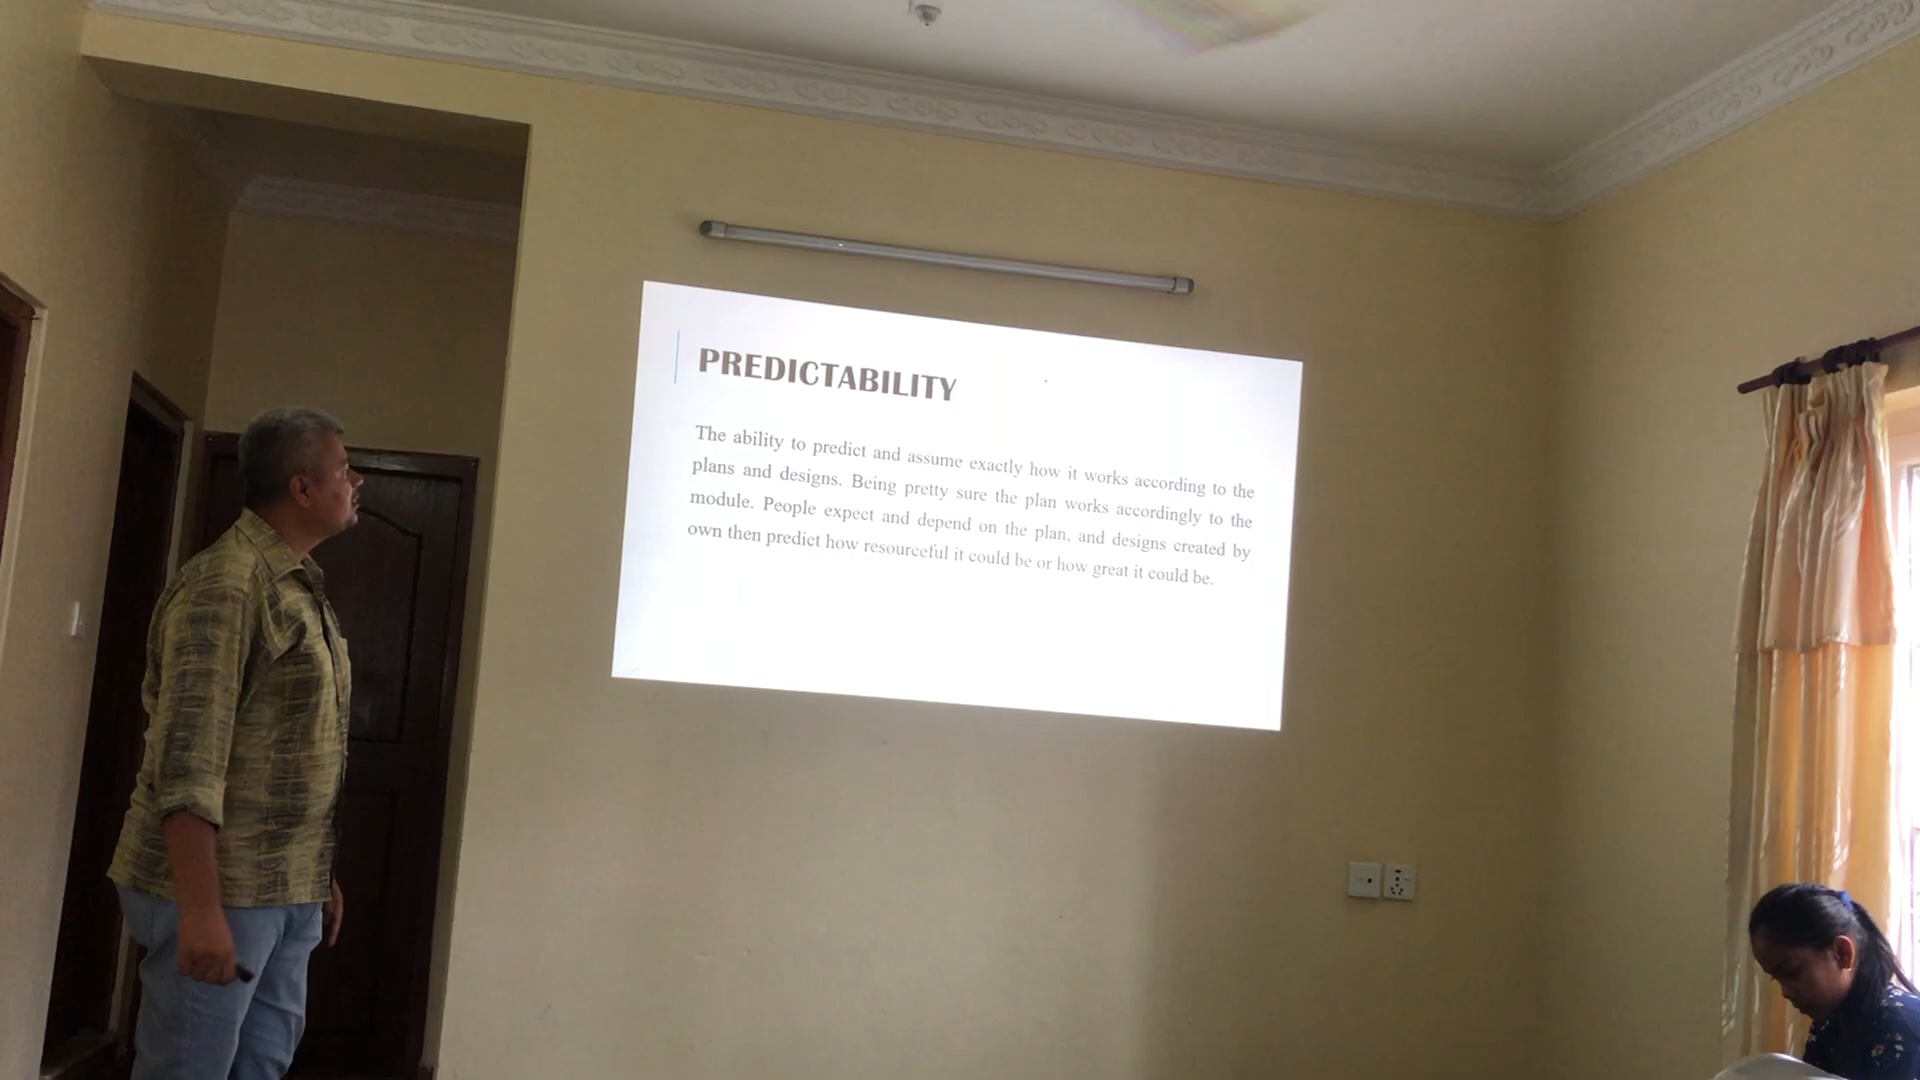 PREDICTABILITY
The ability to predict and assume exactly how it works according to the
plans and designs. Being pretty sure the plan works accordingly to the
module. People expect and depend on the plan, and designs created by
own then predict how resourceful it could be or how great it could be.